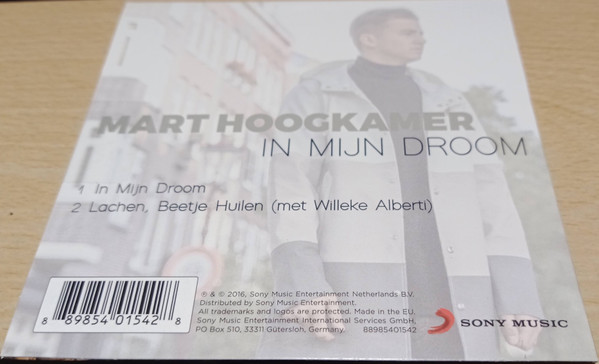 MART HOOGKAMER
IN MIJN DROOM
1 In Mijn Droom
2 Lachen, Beetje Huilen (met Willeke Alberti)
℗ & © 2016, Sony Music Entertainment Netherlands B.V.
Distributed by Sony Music Entertainment.
All trademarks and logos are protected. Made in the EU.
Sony Music Entertainment International Services GmbH,
PO Box 510, 33311 Gütersloh, Germany. 88985401542
8 89854 01542 8
SONY MUSIC